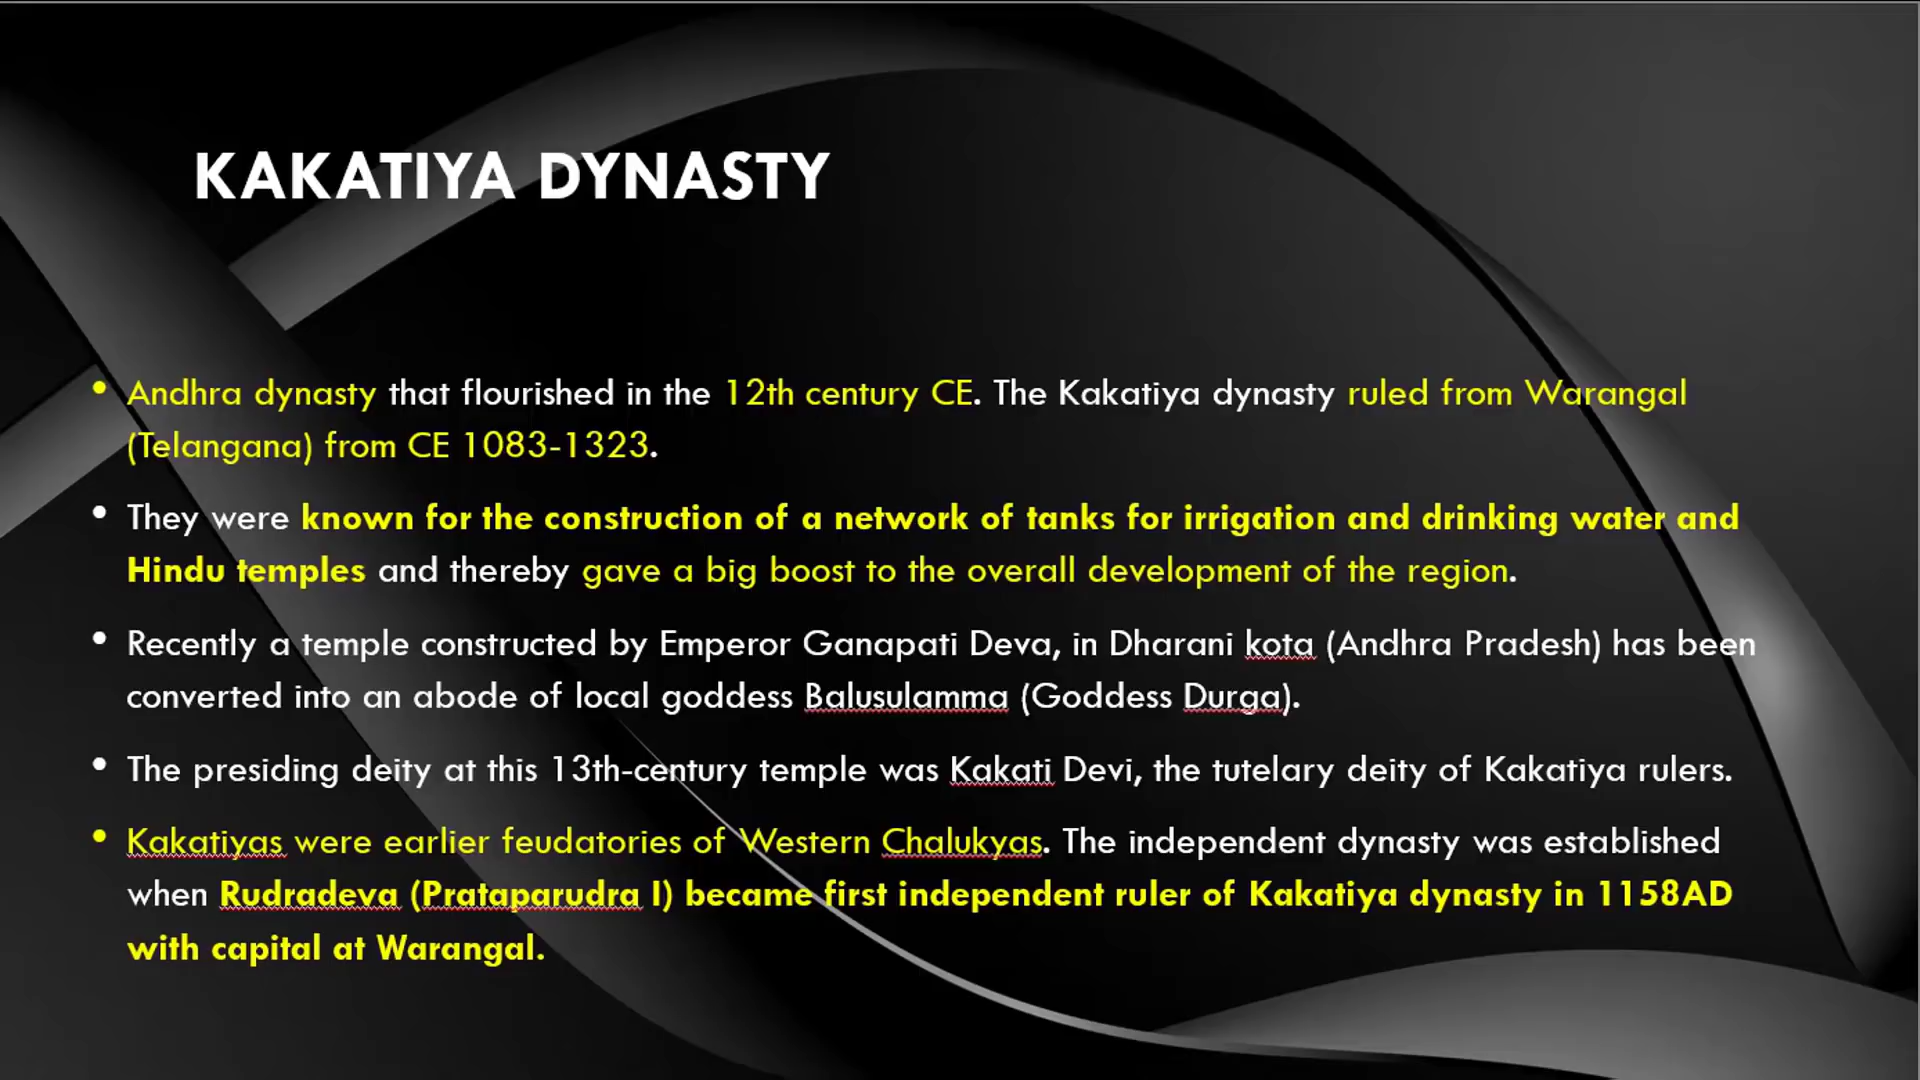 KAKATIYA DYNASTY
• Andhra dynasty that flourished in the 12th century CE. The Kakatiya dynasty ruled from Warangal
(Telangana) from CE 1083-1323.
• They were known for the construction of a network of tanks for irrigation and drinking water and
Hindu temples and thereby gave a big boost to the overall development of the region.
• Recently a temple constructed by Emperor Ganapati Deva, in Dharani kota (Andhra Pradesh) has been
converted into an abode of local goddess Balusulamma (Goddess Durga).
• The presiding deity at this 13th-century temple was Kakati Devi, the tutelary deity of Kakatiya rulers.
• Kakatiyas were earlier feudatories of Western Chalukyas. The independent dynasty was established
when Rudradeva (Prataparudra I) became first independent ruler of Kakatiya dynasty in 1158AD
with capital at Warangal.